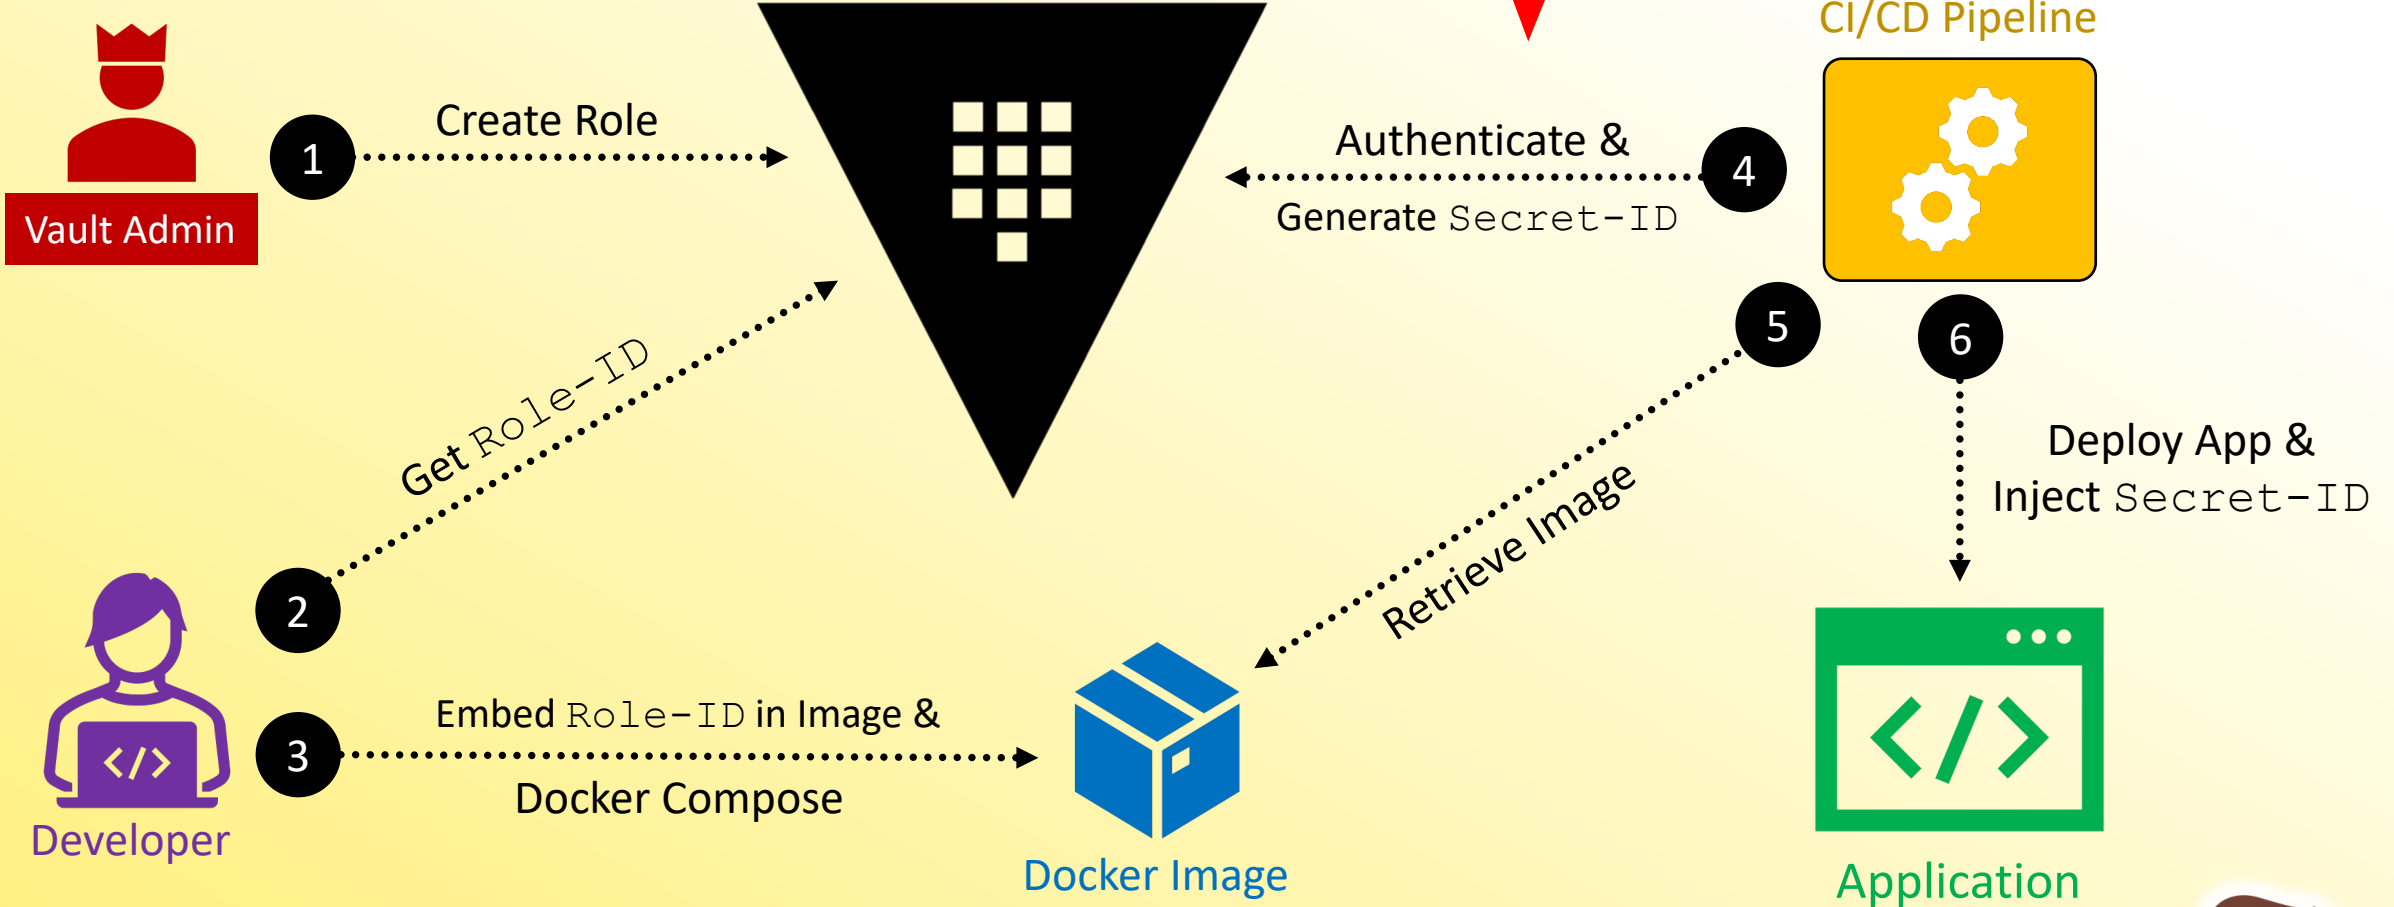 CI/CD Pipeline
1
Create Role
Vault Admin
Authenticate &
4
Generate Secret-ID
5
6
Get Role-ID
2
Retrieve Image
Deploy App &
Inject Secret-ID
3
Embed Role-ID in Image &
Docker Compose
</>
Developer
Docker Image
</>
Application